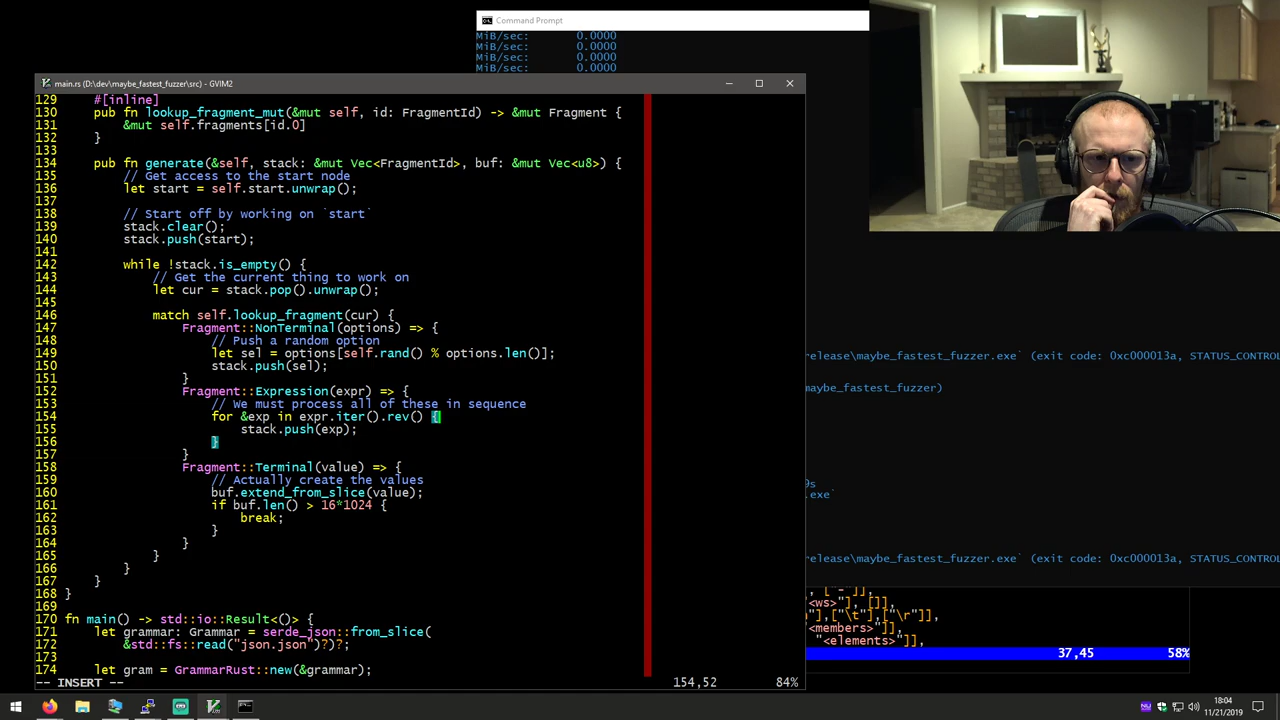 Command Prompt
MiB/sec: 0.0000
MiB/sec: 0.0000
MiB/sec: 0.0000
MiB/sec: 0.0000
main.rs (D:\dev\maybe_fastest_fuzzer\src) - GVIM2
129 #[inline]
130 pub fn lookup_fragment_mut(&mut self, id: FragmentId) -> &mut Fragment {
131 &mut self.fragments[id.0]
132 }
133
134 pub fn generate(&self, stack: &mut Vec<FragmentId>, buf: &mut Vec<u8>) {
135 // Get access to the start node
136 let start = self.start.unwrap();
137
138 // Start off by working on `start`
139 stack.clear();
140 stack.push(start);
141
142 while !stack.is_empty() {
143 // Get the current thing to work on
144 let cur = stack.pop().unwrap();
145
146 match self.lookup_fragment(cur) {
147 Fragment::NonTerminal(options) => {
148 // Push a random option
149 let sel = options[self.rand() % options.len()];
150 stack.push(sel);
151 }
152 Fragment::Expression(expr) => {
153 // We must process all of these in sequence
154 for &exp in expr.iter().rev() {
155 stack.push(exp);
156 }
157 }
158 Fragment::Terminal(value) => {
159 // Actually create the values
160 buf.extend_from_slice(value);
161 if buf.len() > 16*1024 {
162 break;
163 }
164 }
165 }
166 }
167 }
168 }
169
170 fn main() -> std::io::Result<()> {
171 let grammar: Grammar = serde_json::from_slice(
172 &std::fs::read("json.json")?)?;
173
174 let gram = GrammarRust::new(&grammar);
-- INSERT -- 154,52 84%
release\maybe_fastest_fuzzer.exe` (exit code: 0xc000013a, STATUS_CONTROL
maybe_fastest_fuzzer)
9s
.exe`
release\maybe_fastest_fuzzer.exe` (exit code: 0xc000013a, STATUS_CONTROL
, ["-"]],
"<ws>"], []],
"],["\t"],["\r"]],
<members>"]],
"<elements>"]],
37,45 58%
18:04
11/21/2019